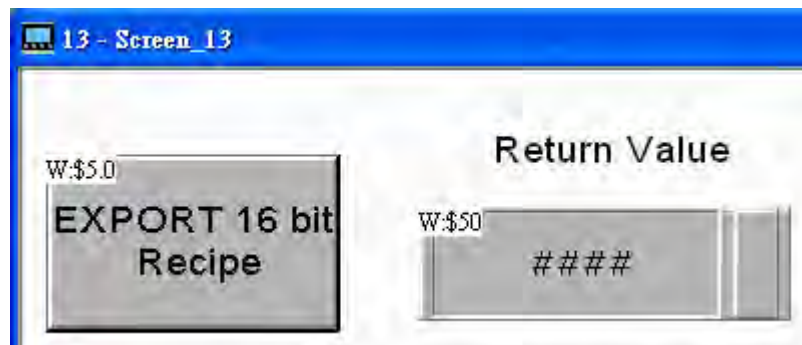 13 - Screen_13
Return Value
W:$5.0
EXPORT 16 bit
Recipe
W:$50
####